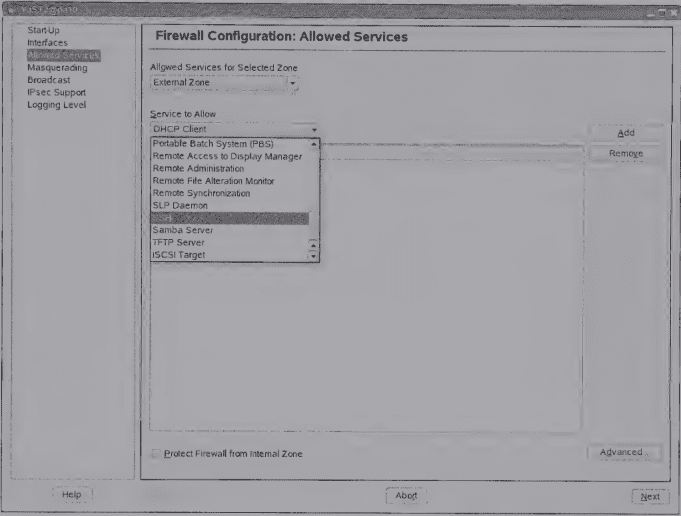 YaST2@
Start-Up
Interfaces
Allowed Services
Masquerading
Broadcast
IPsec Support
Logging Level
Firewall Configuration: Allowed Services
Allowed Services for Selected Zone
External Zone
Service to Allow
DHCP Client
Add
Portable Batch System (PBS)
Remote Access to Display Manager
Remove
Remote Administration
Remote File Alteration Monitor
Remote Synchronization
SLP Daemon
SSH
Samba Server
TFTP Server
iSCSI Target
Protect Firewall from Internal Zone
Advanced...
Help
Abort
Next